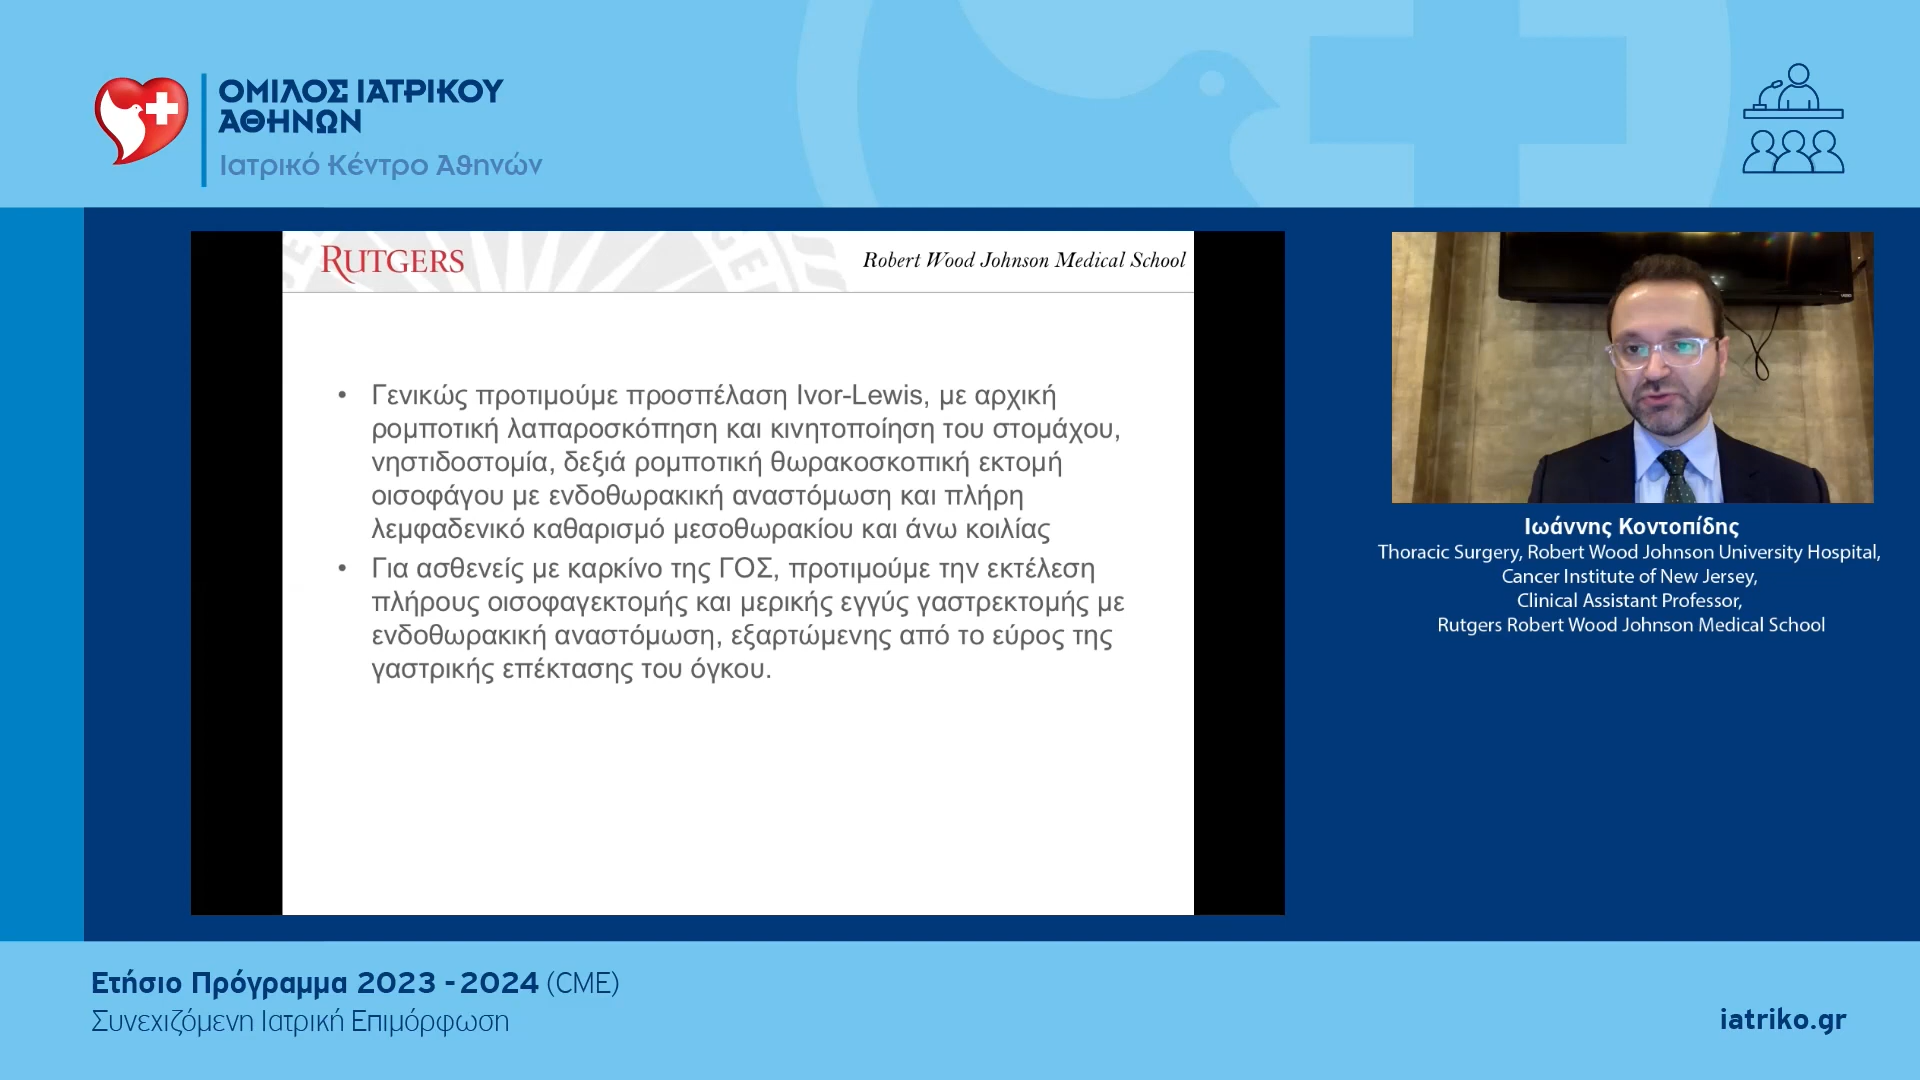 ΟΜΙΛΟΣ ΙΑΤΡΙΚΟΥ
ΑΘΗΝΩΝ
Ιατρικό Κέντρο Αθηνών
RUTGERS
Robert Wood Johnson Medical School
• Γενικώς προτιμούμε προσπέλαση Ivor-Lewis, με αρχική
ρομποτική λαπαροσκόπηση και κινητοποίηση του στομάχου,
νηστιδοστομία, δεξιά ρομποτική θωρακοσκοπική εκτομή
οισοφάγου με ενδοθωρακική αναστόμωση και πλήρη
λεμφαδενικό καθαρισμό μεσοθωρακίου και άνω κοιλίας
• Για ασθενείς με καρκίνο της ΓΟΣ, προτιμούμε την εκτέλεση
πλήρους οισοφαγεκτομής και μερικής εγγύς γαστρεκτομής με
ενδοθωρακική αναστόμωση, εξαρτώμενης από το εύρος της
γαστρικής επέκτασης του όγκου.
Ιωάννης Κοντοπίδης
Thoracic Surgery, Robert Wood Johnson University Hospital,
Cancer Institute of New Jersey,
Clinical Assistant Professor,
Rutgers Robert Wood Johnson Medical School
Ετήσιο Πρόγραμμα 2023 - 2024 (CME)
Συνεχιζόμενη Ιατρική Επιμόρφωση
iatriko.gr